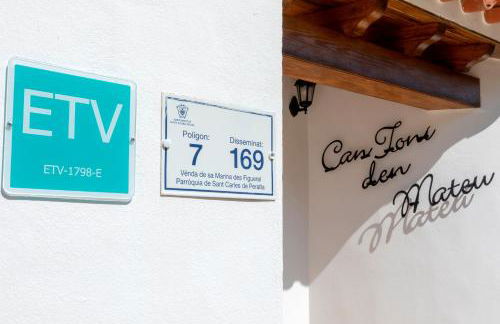 ETV
ETV-1798-E
Polígon: Disseminat:
7 169
Vénda de sa Marina des Figueral
Parròquia de Sant Carles de Peralta
Can Toni
den
Mateu